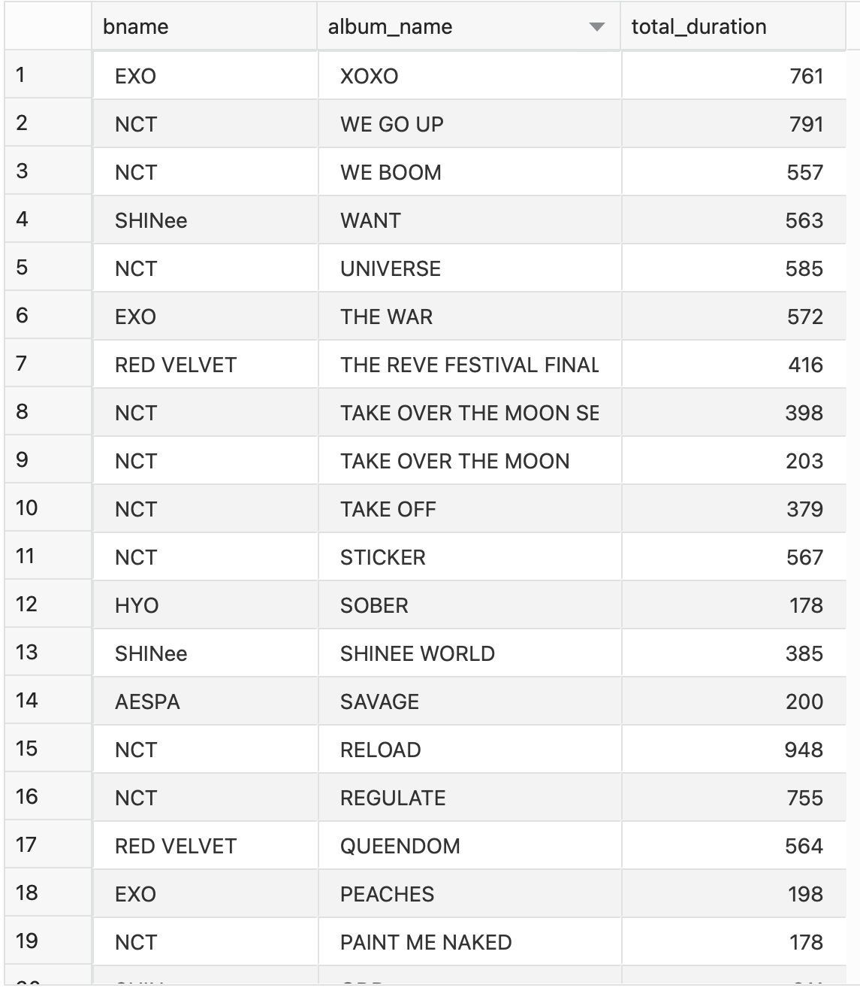 bname album_name total_duration
1 EXO XOXO 761
2 NCT WE GO UP 791
3 NCT WE BOOM 557
4 SHINee WANT 563
5 NCT UNIVERSE 585
6 EXO THE WAR 572
7 RED VELVET THE REVE FESTIVAL FINAL 416
8 NCT TAKE OVER THE MOON SE 398
9 NCT TAKE OVER THE MOON 203
10 NCT TAKE OFF 379
11 NCT STICKER 567
12 HYO SOBER 178
13 SHINee SHINEE WORLD 385
14 AESPA SAVAGE 200
15 NCT RELOAD 948
16 NCT REGULATE 755
17 RED VELVET QUEENDOM 564
18 EXO PEACHES 198
19 NCT PAINT ME NAKED 178